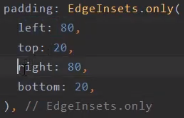 padding: EdgeInsets.only(
left: 80,
top: 20,
right: 80,
bottom: 20,
), // EdgeInsets.only